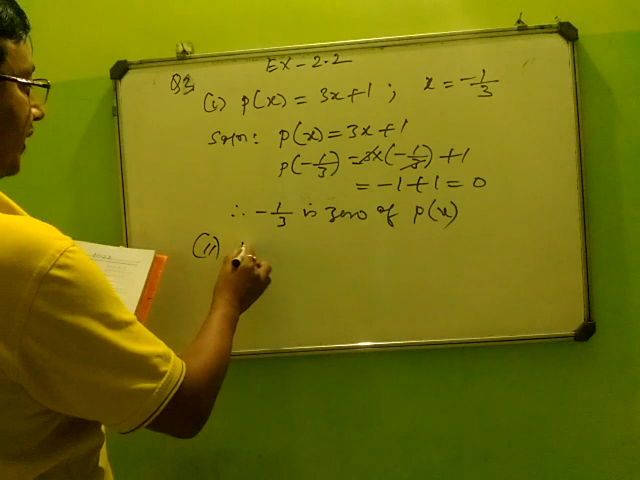 EX-2.2
Q3,
(i) p(x) = 3x+1 ; x = -1/3
Soln: p(x) = 3x+1
p(-1/3) = 3x(-1/3) + 1
= -1+1 = 0
∴ -1/3 is zero of p(x)
(ii)